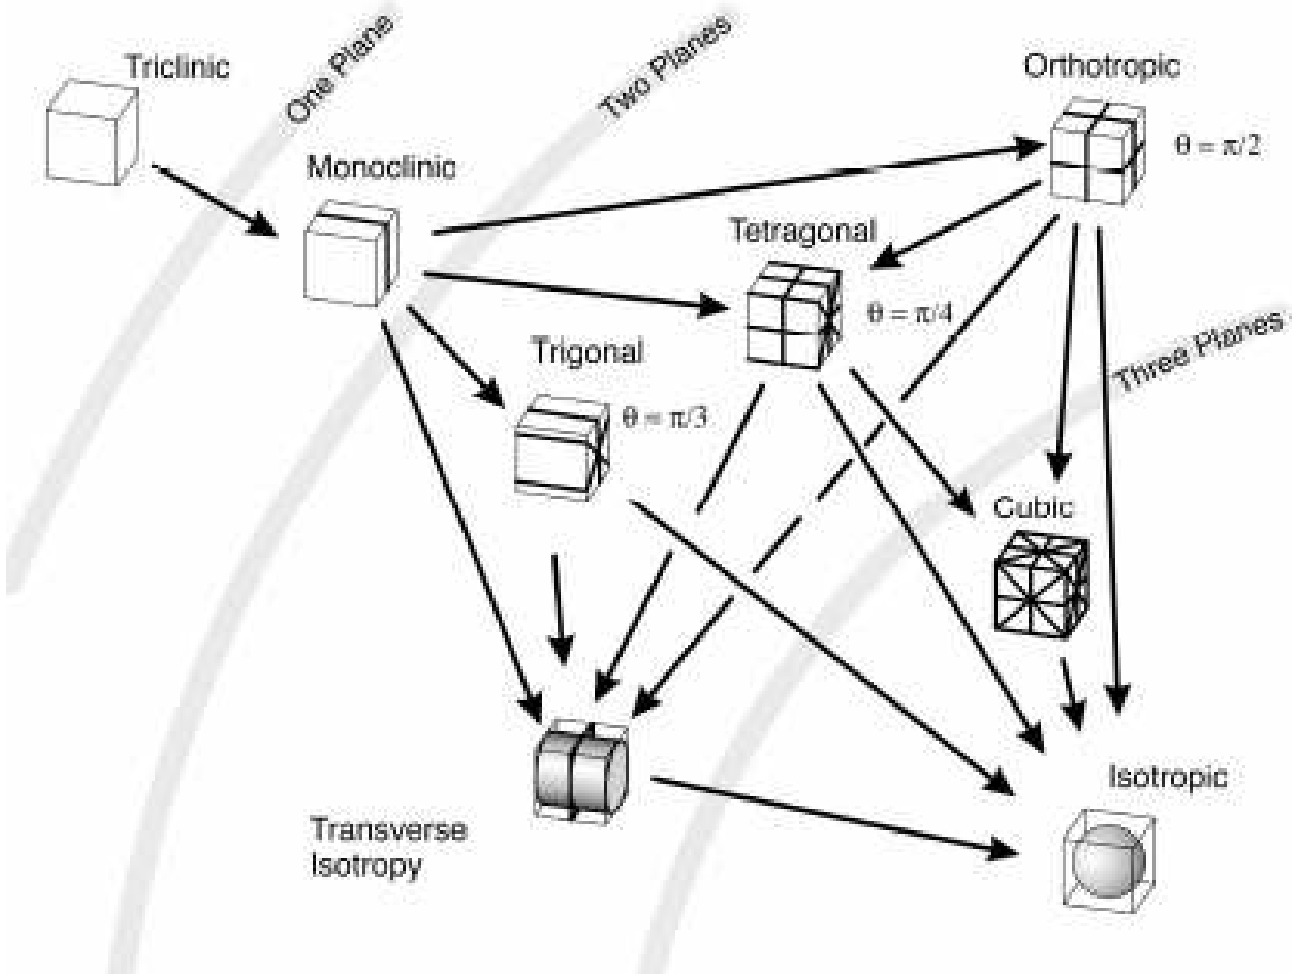 Triclinic
One Plane
Two Planes
Orthotropic
θ = π/2
Monoclinic
Tetragonal
θ = π/4
Three Planes
Trigonal
θ = π/3
Cubic
Isotropic
Transverse
Isotropy